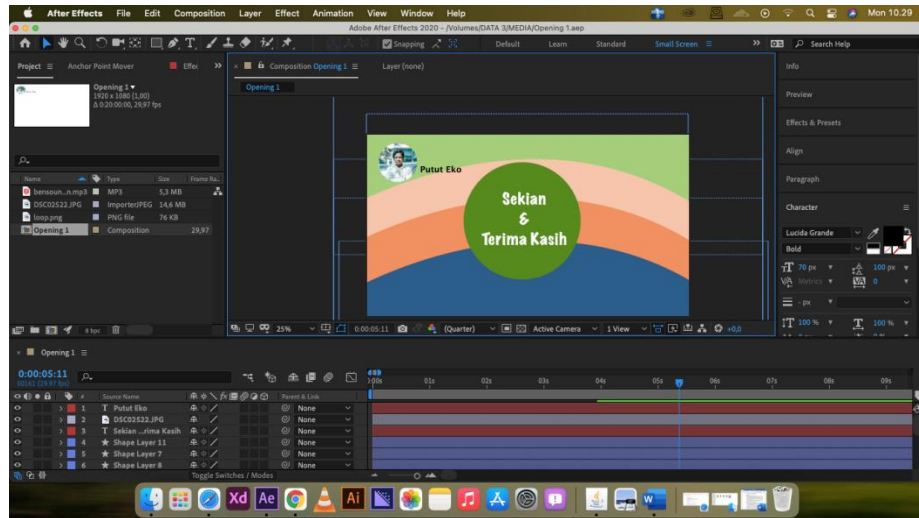 After Effects File Edit Composition Layer Effect Animation View Window Help Mon 10.29
Adobe After Effects 2020 - /Volumes/DATA 3/MEDIA/Opening 1.aep
Snapping Default Learn Standard Small Screen Search Help
Project Anchor Point Mover Effec Composition Opening 1 Layer (none) Info
Opening 1
Opening 1
1920 x 1080 (1,00)
Δ 0:20:00:00, 29,97 fps
Preview
Effects & Presets
Align
Paragraph
Character
Putut Eko
Sekian
&
Terima Kasih
Name Type Size Frame Ra..
bensoun...n.mp3 MP3 5,3 MB
DSC02522.JPG ImporterJPEG 14,6 MB
loop.png PNG file 76 KB
Opening 1 Composition 29,97
Lucida Grande
Bold
70 px 100 px
Metrics 0
- px
100 % 100 %
8 bpc
25% 0:00:05:11 (Quarter) Active Camera 1 View +0,0
Opening 1
0:00:05:11
00161 (29.97 fps)
01s 02s 03s 04s 05s 06s 07s 08s 09s
# Source Name Parent & Link
1 T Putut Eko None
2 DSC02522.JPG None
3 T Sekian ...rima Kasih None
4 Shape Layer 11 None
5 Shape Layer 7 None
6 Shape Layer 8 None
Toggle Switches / Modes
Xd Ae Ai W